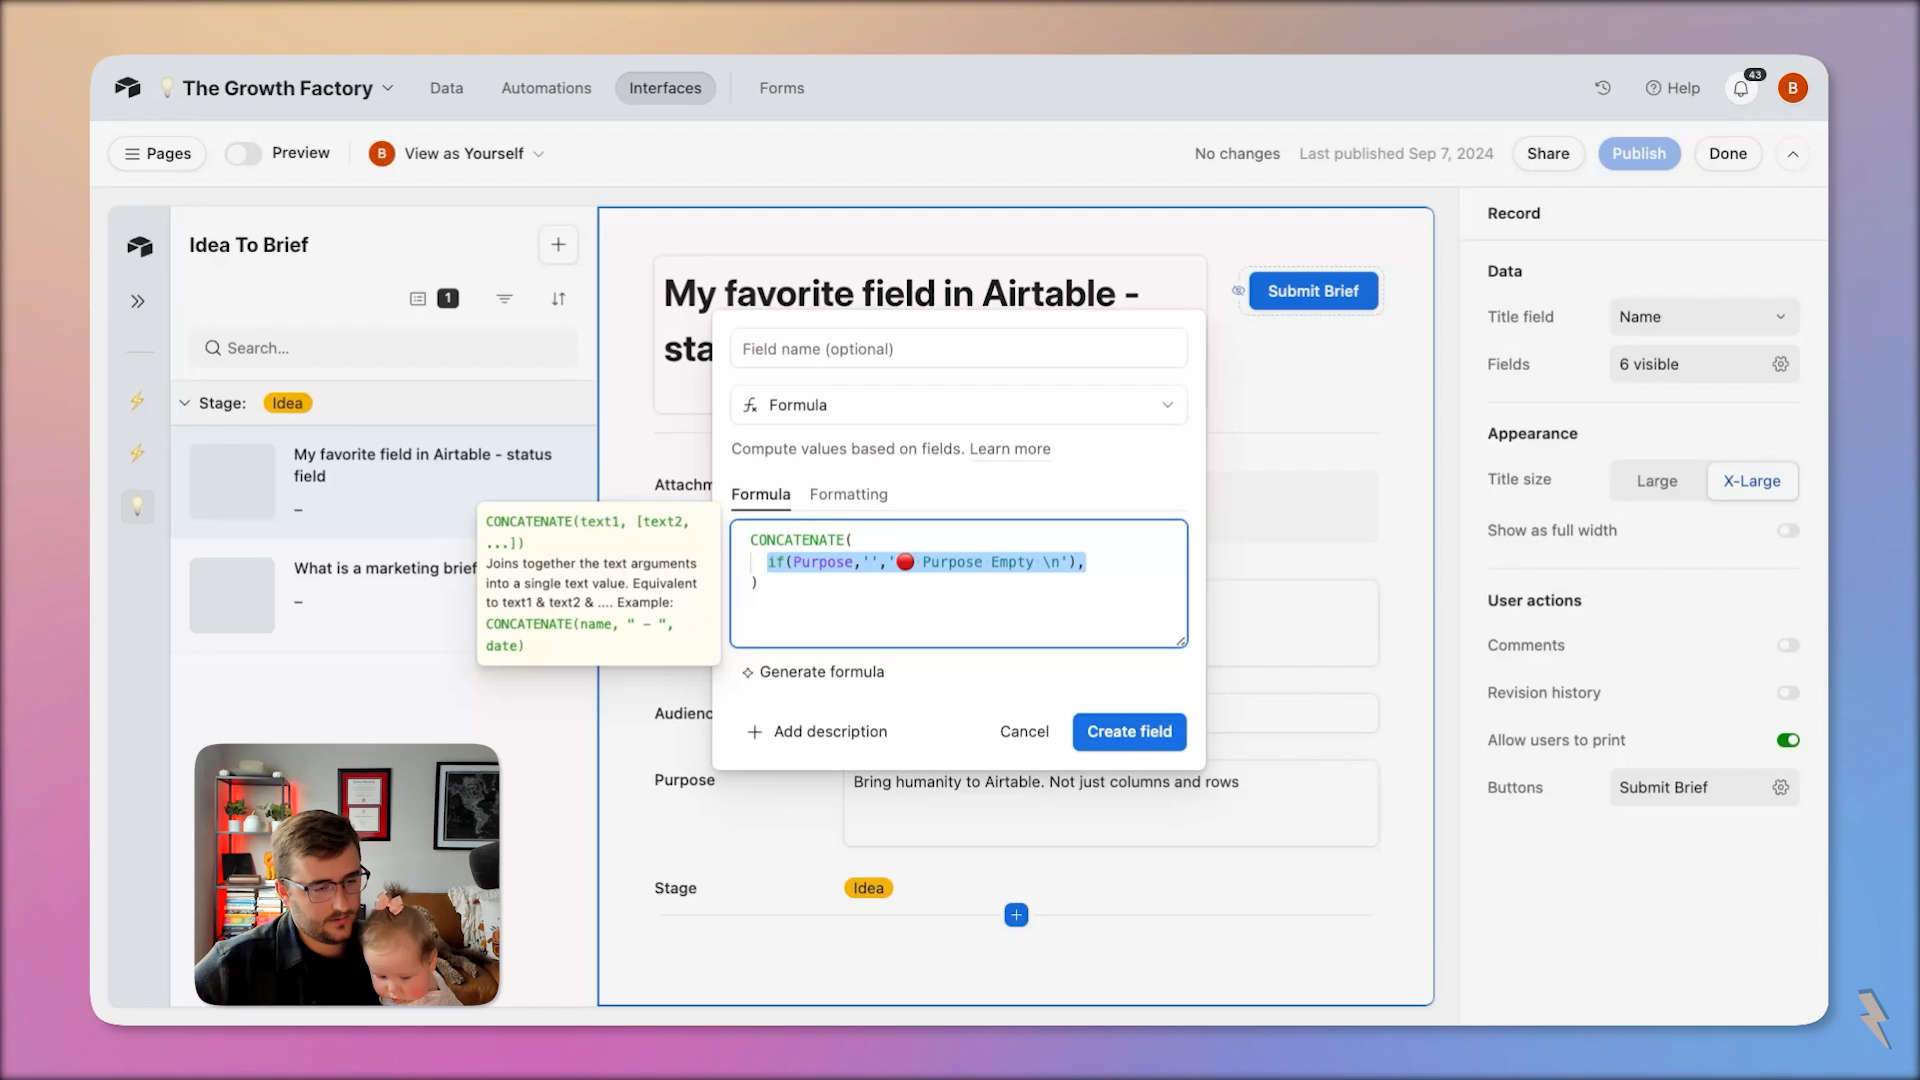 The Growth Factory
Data
Automations
Interfaces
Forms
Help
43
B
Pages
Preview
B
View as Yourself
No changes
Last published Sep 7, 2024
Share
Publish
Done
Idea To Brief
1
Search...
Stage:
Idea
My favorite field in Airtable - status
field
–
What is a marketing brief
–
My favorite field in Airtable -
sta
Submit Brief
Field name (optional)
Formula
Compute values based on fields. Learn more
Formula
Formatting
CONCATENATE(
if(Purpose,'','🔴 Purpose Empty \n'),
)
CONCATENATE(text1, [text2,
...])
Joins together the text arguments
into a single text value. Equivalent
to text1 & text2 & .... Example:
CONCATENATE(name, " – ",
date)
Generate formula
Add description
Cancel
Create field
Attachm
Audienc
Purpose
Bring humanity to Airtable. Not just columns and rows
Stage
Idea
Record
Data
Title field
Name
Fields
6 visible
Appearance
Title size
Large
X-Large
Show as full width
User actions
Comments
Revision history
Allow users to print
Buttons
Submit Brief